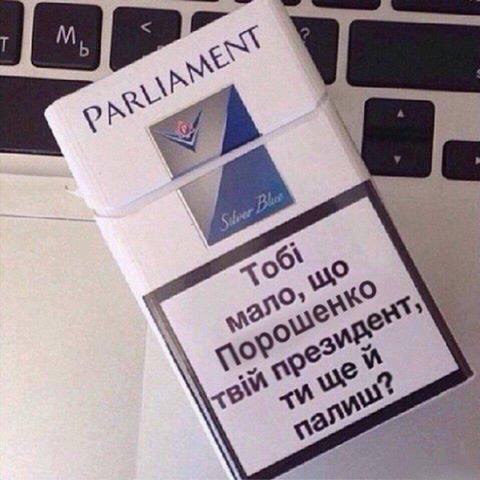 Т
М Ь
<
?
PARLIAMENT
Silver Blue
Тобі
мало, що
Порошенко
твій президент,
ти ще й
палиш?